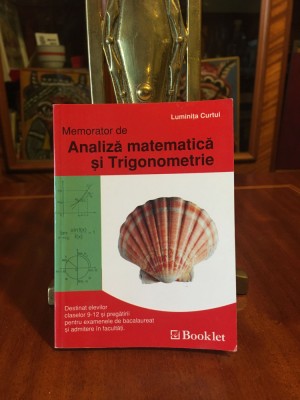 Luminița Curtui
Memorator de
Analiză matematică
și Trigonometrie
Destinat elevilor
claselor 9-12 și pregătirii
pentru examenele de bacalaureat
și admitere în facultăți
Booklet